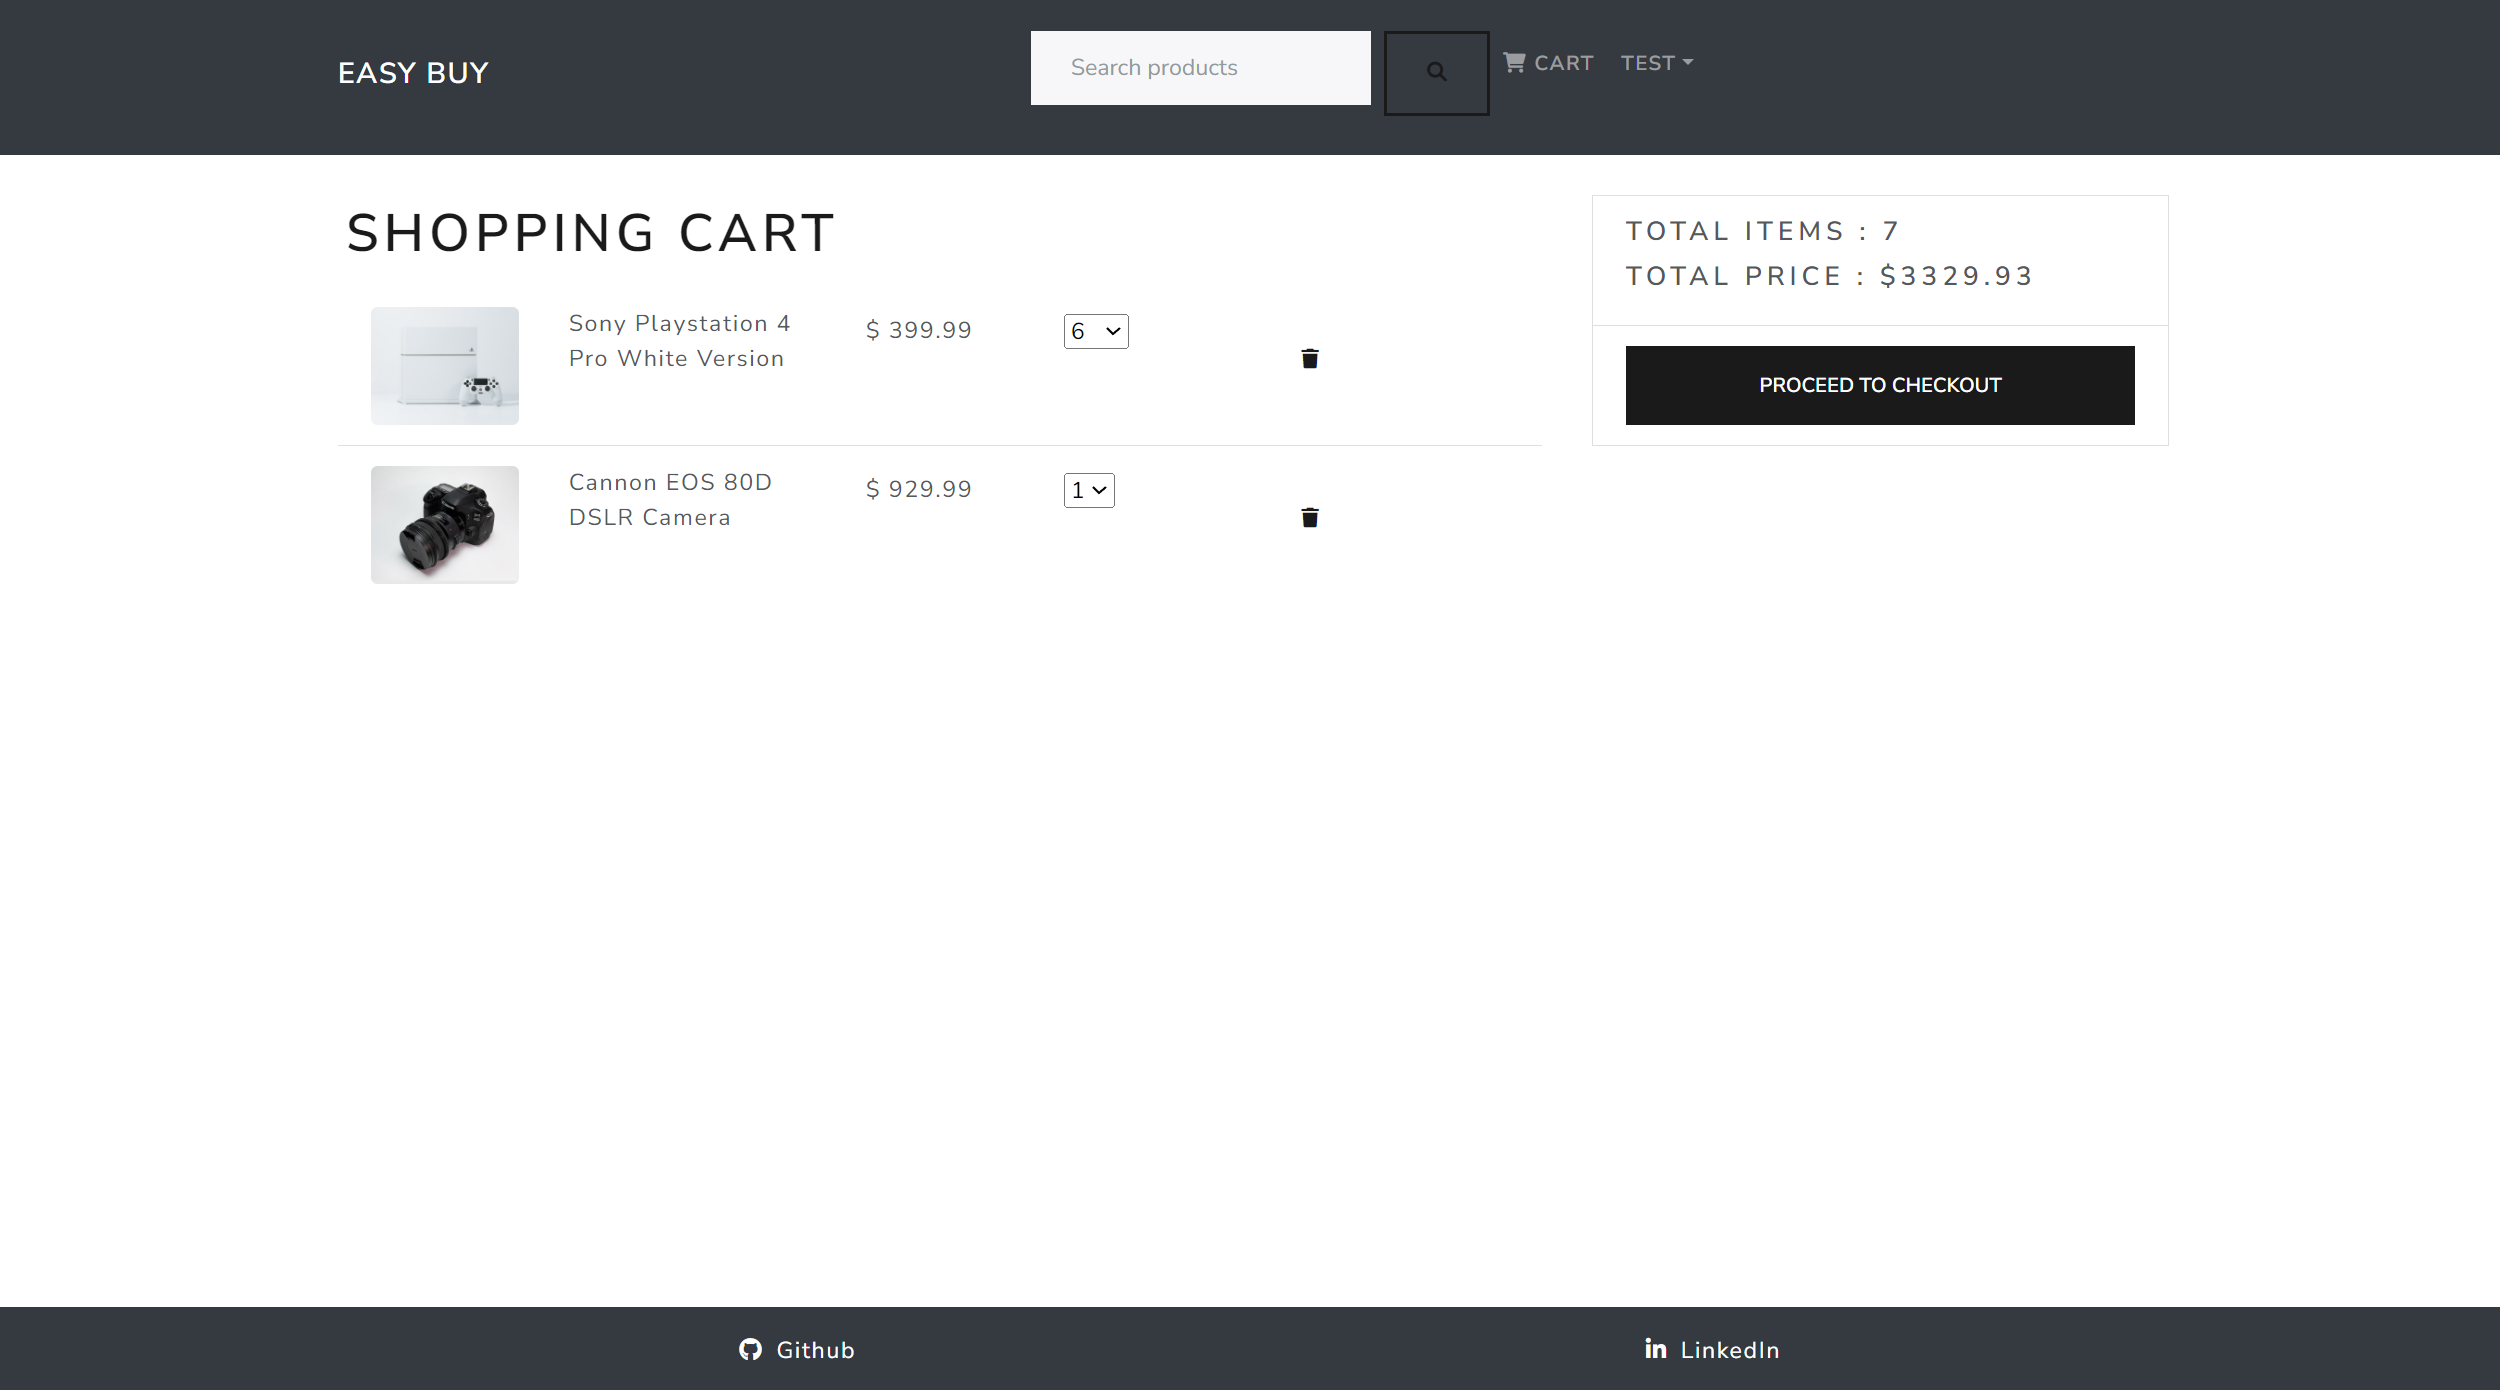 EASY BUY
Search products
CART
TEST
SHOPPING CART
Sony Playstation 4
Pro White Version
$ 399.99
6
Cannon EOS 80D
DSLR Camera
$ 929.99
1
TOTAL ITEMS : 7
TOTAL PRICE : $3329.93
PROCEED TO CHECKOUT
Github
LinkedIn